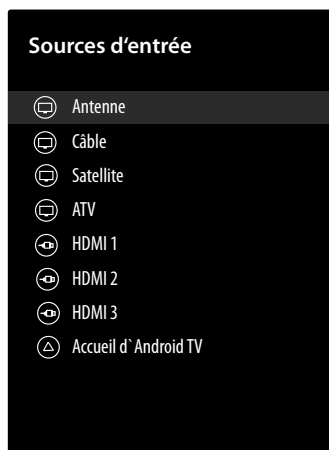 Sources d‘entrée
Antenne
Câble
Satellite
ATV
HDMI 1
HDMI 2
HDMI 3
Accueil d`Android TV